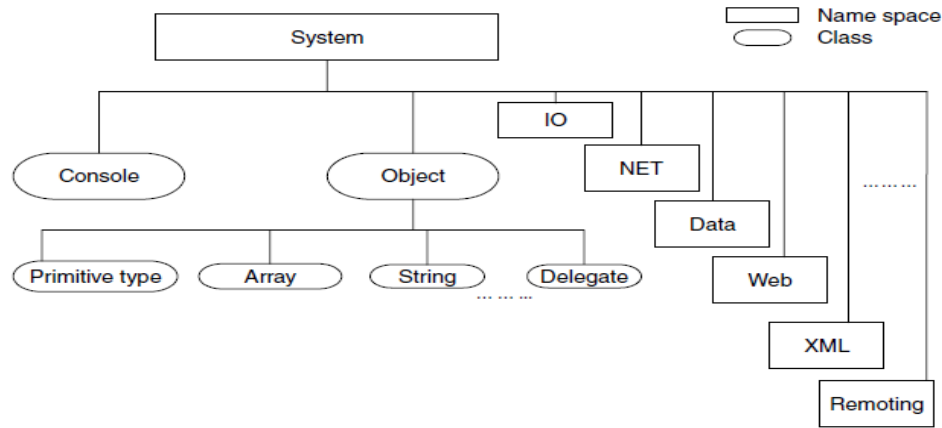 System
Name space
Class
IO
Console
Object
NET
………
Data
Primitive type
Array
String
………
Delegate
Web
XML
Remoting